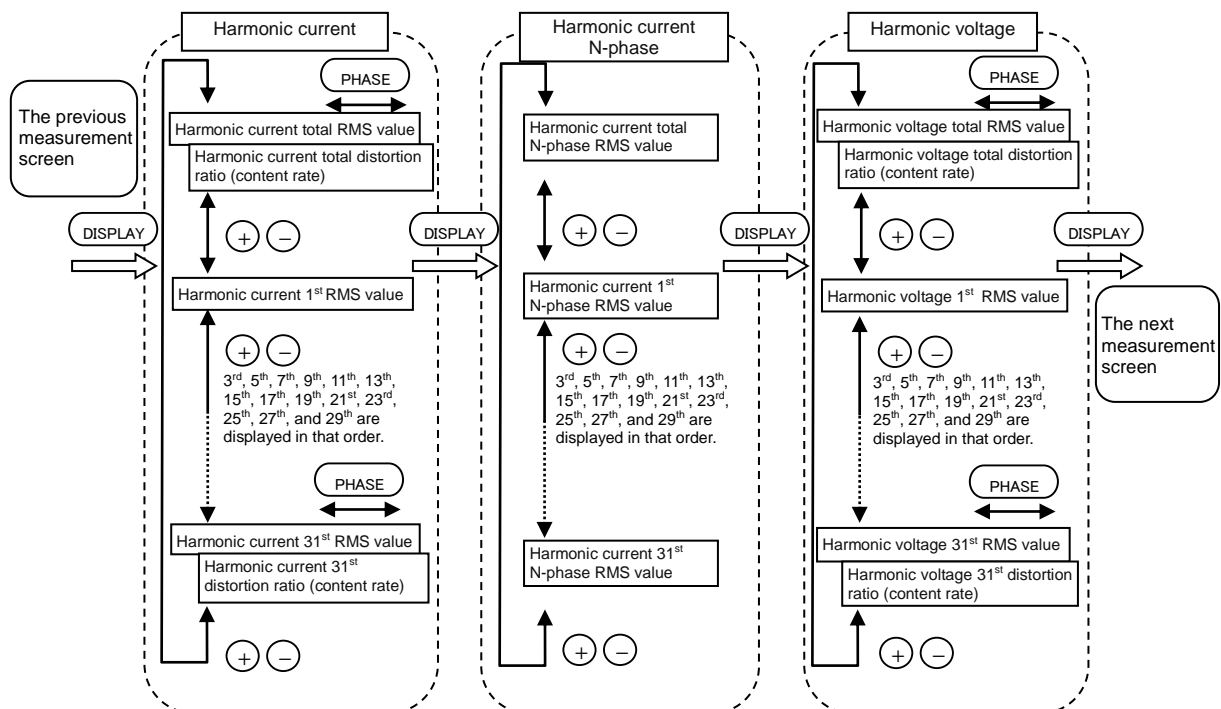 Harmonic current
PHASE
Harmonic current total RMS value
Harmonic current total distortion
ratio (content rate)
The previous
measurement
screen
DISPLAY
+ −
Harmonic current 1st RMS value
+ −
3rd, 5th, 7th, 9th, 11th, 13th,
15th, 17th, 19th, 21st, 23rd,
25th, 27th, and 29th are
displayed in that order.
PHASE
Harmonic current 31st RMS value
Harmonic current 31st
distortion ratio (content rate)
+ −
DISPLAY
Harmonic current
N-phase
Harmonic current total
N-phase RMS value
+ −
Harmonic current 1st
N-phase RMS value
+ −
3rd, 5th, 7th, 9th, 11th, 13th,
15th, 17th, 19th, 21st, 23rd,
25th, 27th, and 29th are
displayed in that order.
Harmonic current 31st
N-phase RMS value
+ −
DISPLAY
Harmonic voltage
PHASE
Harmonic voltage total RMS value
Harmonic voltage total distortion
ratio (content rate)
+ −
Harmonic voltage 1st RMS value
+ −
3rd, 5th, 7th, 9th, 11th, 13th,
15th, 17th, 19th, 21st, 23rd,
25th, 27th, and 29th are
displayed in that order.
PHASE
Harmonic voltage 31st RMS value
Harmonic voltage 31st distortion
ratio (content rate)
+ −
DISPLAY
The next
measurement
screen